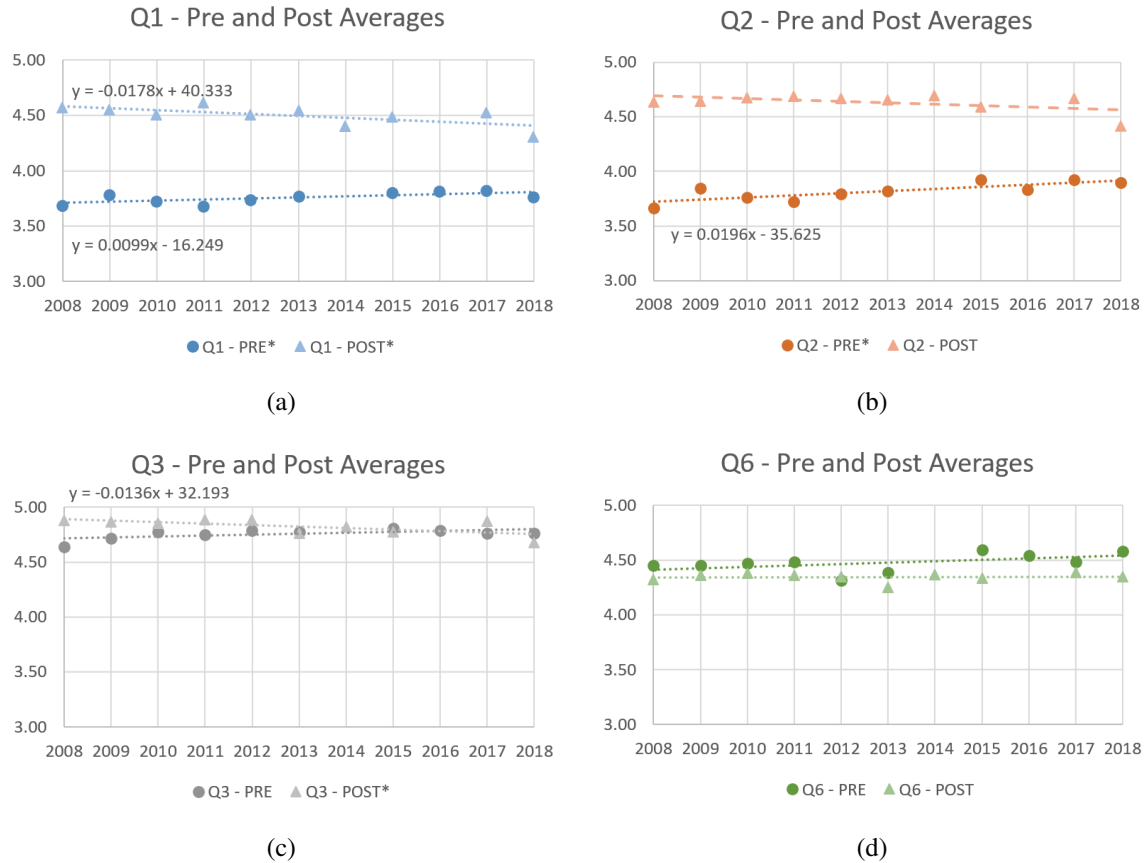 Q1 - Pre and Post Averages
5.00
4.50
4.00
3.50
3.00
y = -0.0178x + 40.333
y = 0.0099x - 16.249
2008 2009 2010 2011 2012 2013 2014 2015 2016 2017 2018
Q1 - PRE* Q1 - POST*
(a)
Q2 - Pre and Post Averages
5.00
4.50
4.00
3.50
3.00
y = 0.0196x - 35.625
2008 2009 2010 2011 2012 2013 2014 2015 2016 2017 2018
Q2 - PRE* Q2 - POST
(b)
Q3 - Pre and Post Averages
y = -0.0136x + 32.193
5.00
4.50
4.00
3.50
3.00
2008 2009 2010 2011 2012 2013 2014 2015 2016 2017 2018
Q3 - PRE Q3 - POST*
(c)
Q6 - Pre and Post Averages
5.00
4.50
4.00
3.50
3.00
2008 2009 2010 2011 2012 2013 2014 2015 2016 2017 2018
Q6 - PRE Q6 - POST
(d)